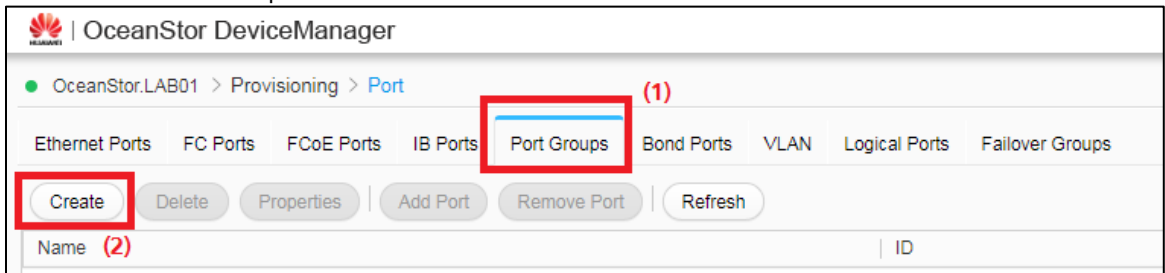 HUAWEI | OceanStor DeviceManager
OceanStor.LAB01 > Provisioning > Port
(1)
Ethernet Ports FC Ports FCoE Ports IB Ports Port Groups Bond Ports VLAN Logical Ports Failover Groups
Create Delete Properties Add Port Remove Port Refresh
Name (2) ID